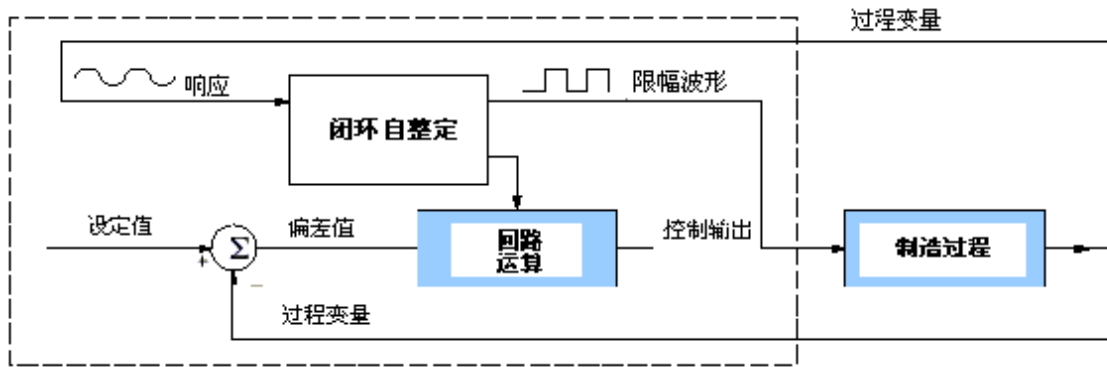 过程变量
响应
限幅波形
闭环 自整定
设定值
+
Σ
−
偏差值
回路
运算
控制输出
制造过程
过程变量